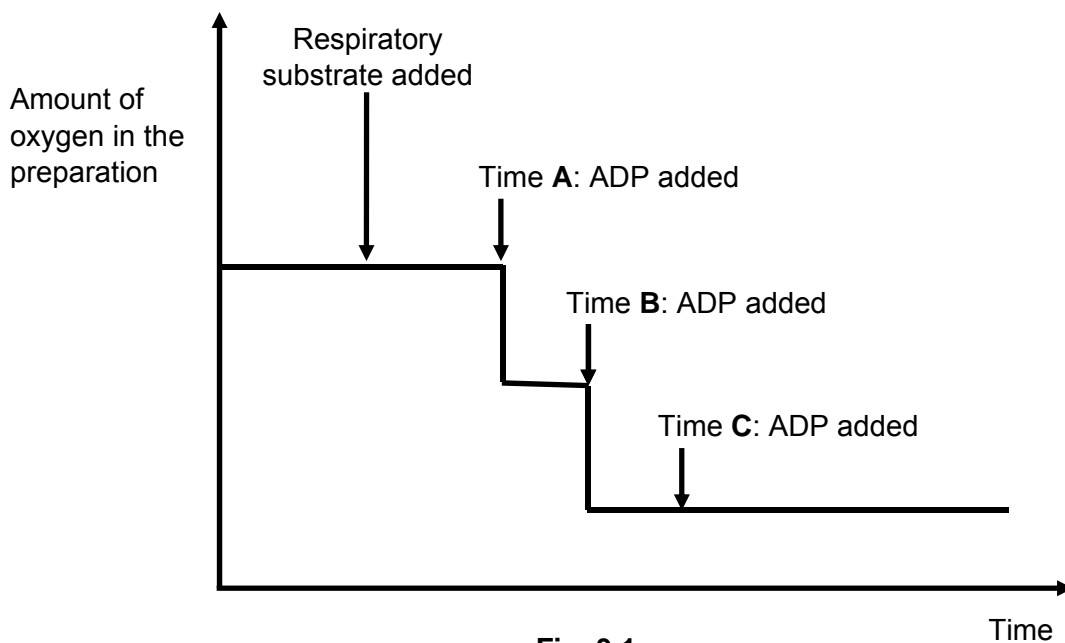 Respiratory
substrate added
Amount of
oxygen in the
preparation
Time A: ADP added
Time B: ADP added
Time C: ADP added
Time